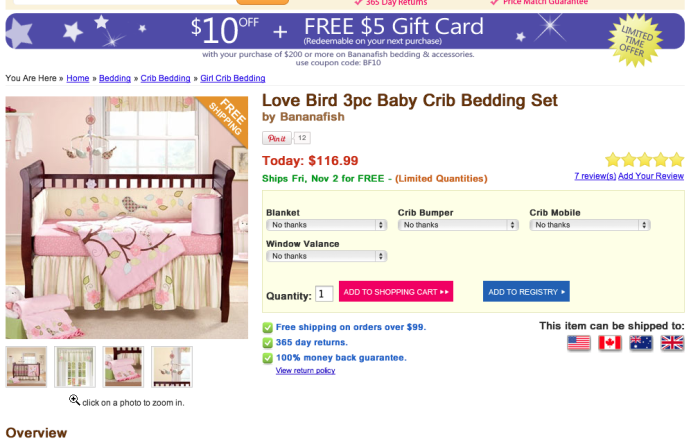 365 Day Returns
Price Match Guarantee
$10 OFF + FREE $5 Gift Card
(Redeemable on your next purchase)
LIMITED TIME OFFER
with your purchase of $200 or more on Bananafish bedding & accessories.
use coupon code: BF10
You Are Here » Home » Bedding » Crib Bedding » Girl Crib Bedding
FREE SHIPPING
Love Bird 3pc Baby Crib Bedding Set
by Bananafish
Pin it 12
Today: $116.99
Ships Fri, Nov 2 for FREE - (Limited Quantities)
7 review(s) Add Your Review
Blanket Crib Bumper Crib Mobile
No thanks No thanks No thanks
Window Valance
No thanks
Quantity: 1 ADD TO SHOPPING CART ADD TO REGISTRY
Free shipping on orders over $99.
This item can be shipped to:
365 day returns.
100% money back guarantee.
View return policy
click on a photo to zoom in.
Overview